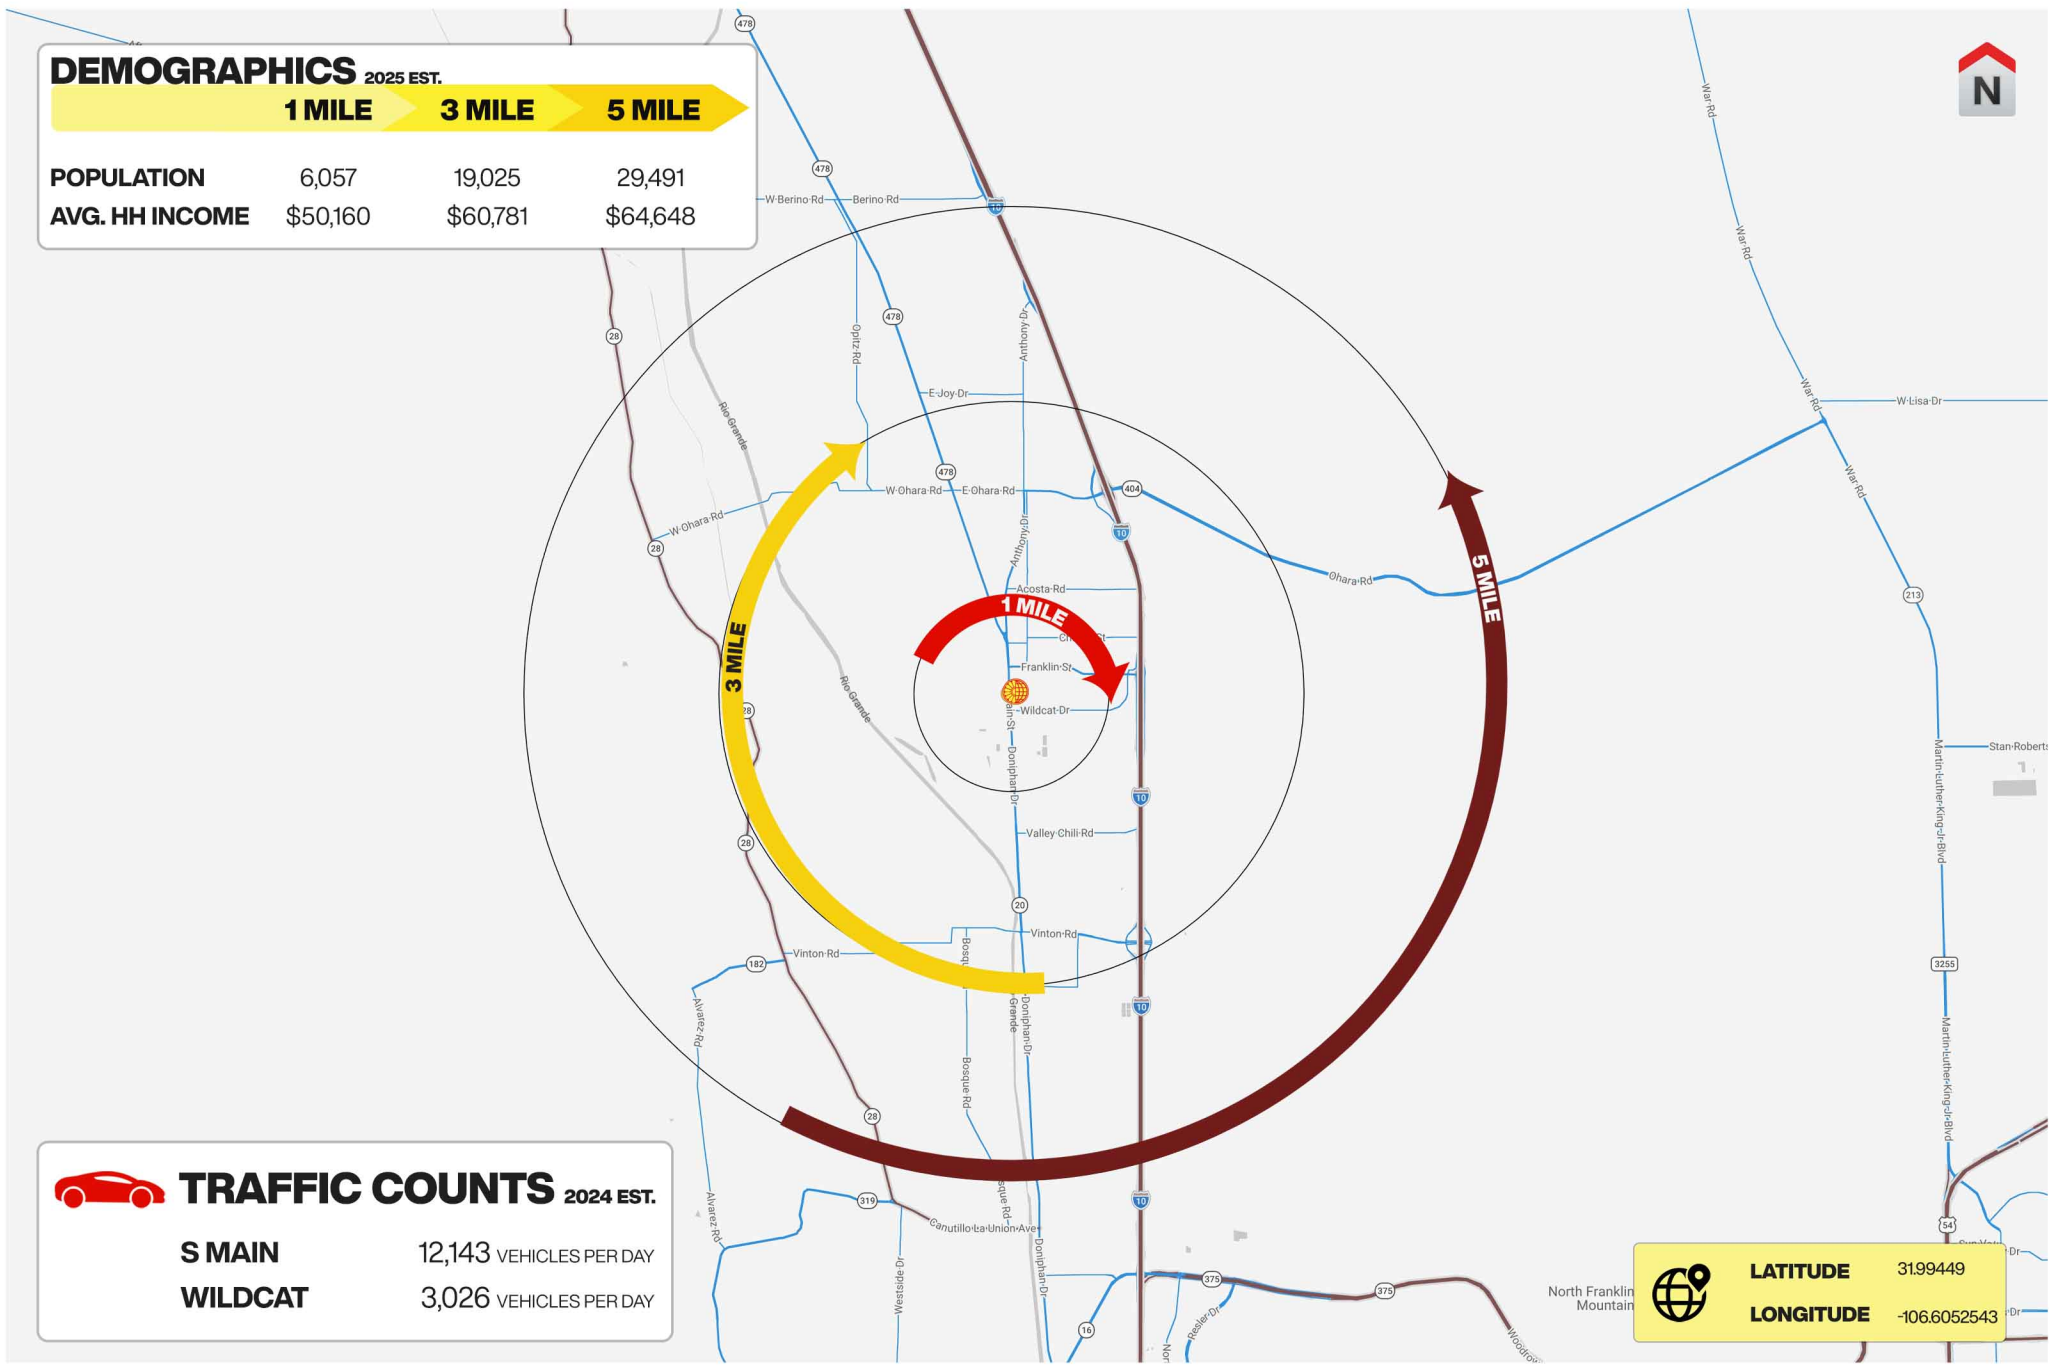 DEMOGRAPHICS 2025 EST.
1 MILE 3 MILE 5 MILE
POPULATION 6,057 19,025 29,491
AVG. HH INCOME $50,160 $60,781 $64,648
N
478
478
478
478
W Berino Rd
Berino Rd
10
War Rd
War Rd
War Rd
War Rd
W Lisa Dr
28
Opitz Rd
Anthony Dr
E Joy Dr
Rio Grande
W Ohara Rd
E Ohara Rd
404
W Ohara Rd
28
Anthony Dr
10
Ohara Rd
213
Acosta Rd
1 MILE
3 MILE
5 MILE
Franklin St
Rio Grande
28
Wildcat Dr
Doniphan Dr
10
Stan Roberts
Martin Luther King Jr Blvd
Valley Chili Rd
28
20
Vinton Rd
Vinton Rd
182
3255
10
Alvarez Rd
Grande
Doniphan Dr
Bosque Rd
Martin Luther King Jr Blvd
28
Alvarez Rd
319
10
Canutillo La Union Ave
54
Westside Dr
Doniphan Dr
375
375
16
Resler Dr
North Franklin
Mountain
TRAFFIC COUNTS 2024 EST.
S MAIN 12,143 VEHICLES PER DAY
WILDCAT 3,026 VEHICLES PER DAY
LATITUDE 31.99449
LONGITUDE -106.6052543